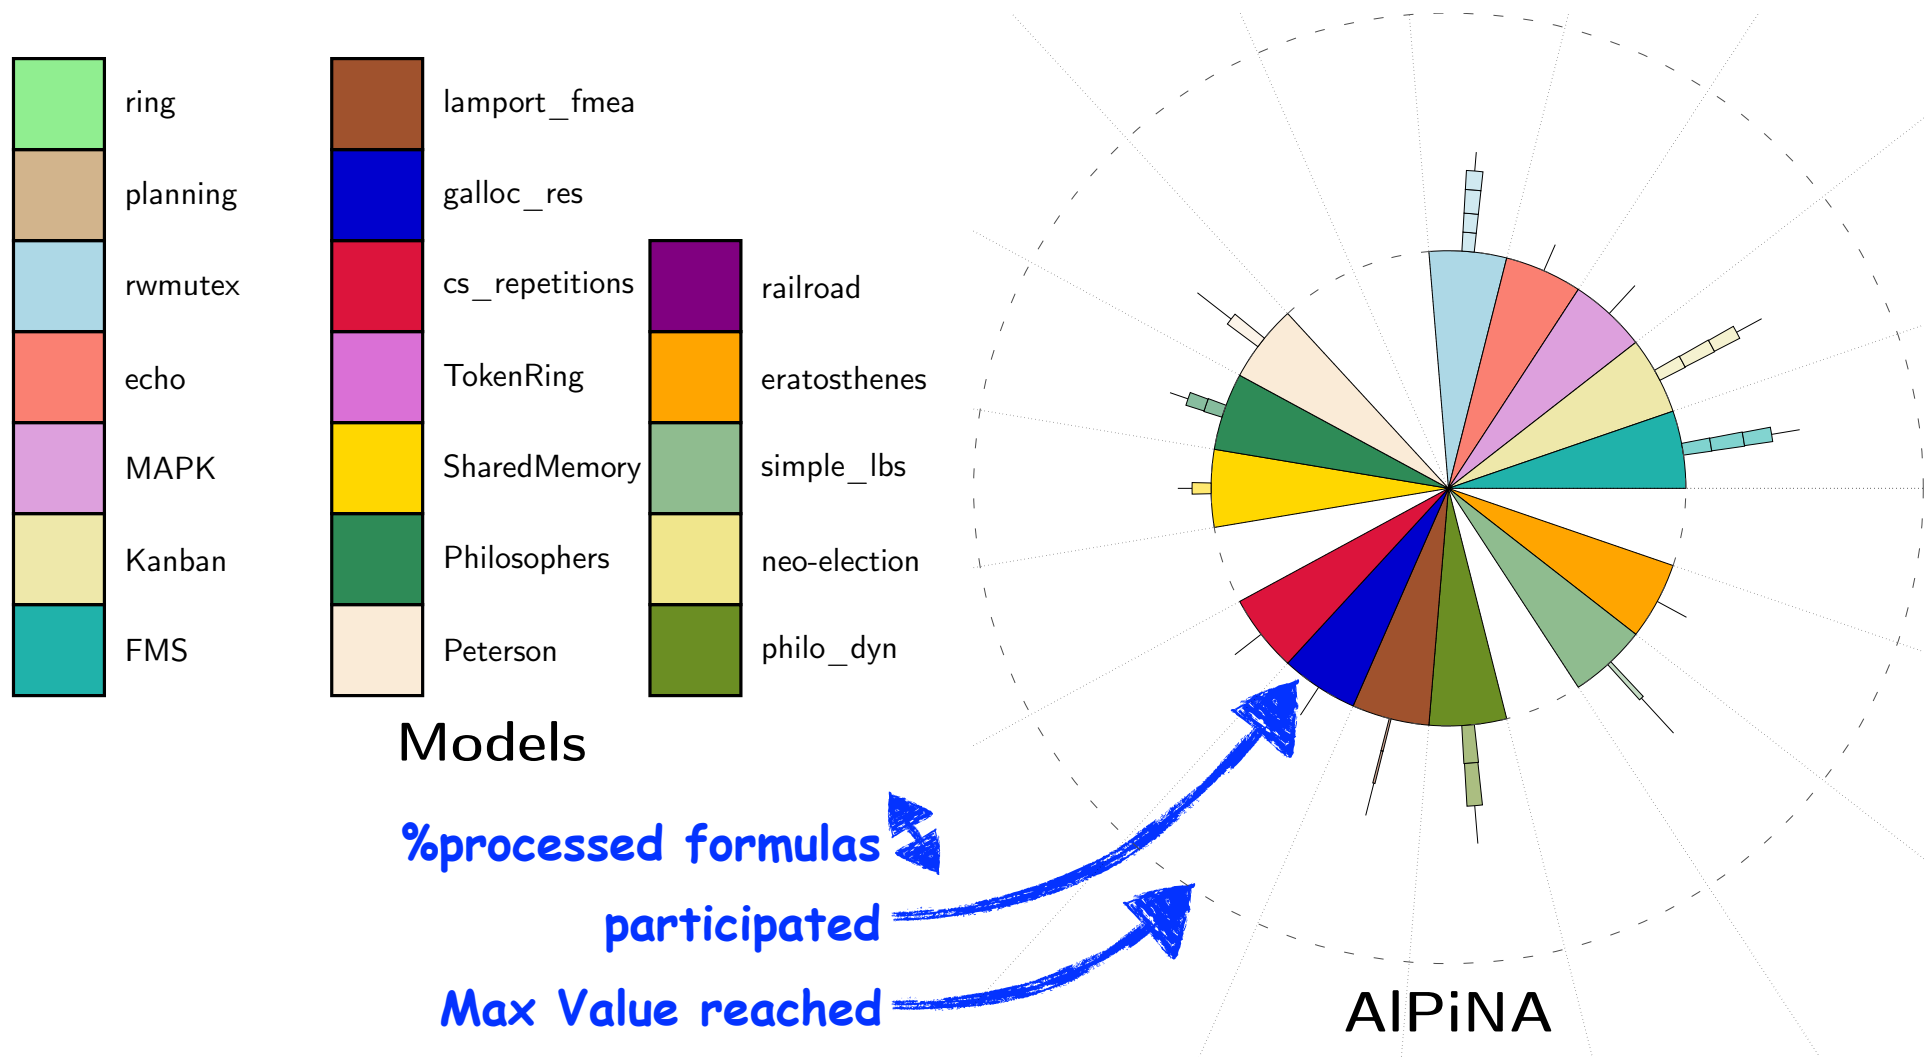 ring
planning
rwmutex
echo
MAPK
Kanban
FMS
lamport_fmea
galloc_res
cs_repetitions
TokenRing
SharedMemory
Philosophers
Peterson
railroad
eratosthenes
simple_lbs
neo-election
philo_dyn
Models
%processed formulas
participated
Max Value reached
AlPiNA